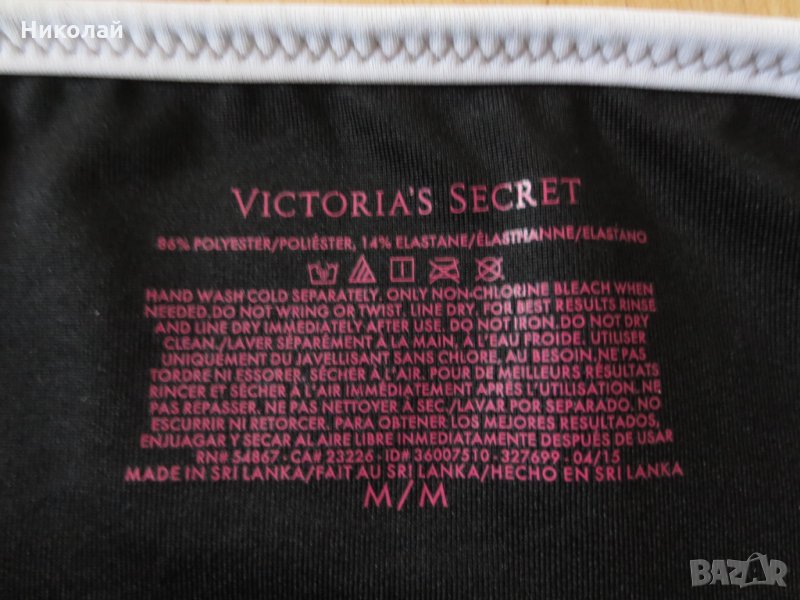 Николай
VICTORIA'S SECRET
86% POLYESTER/POLIÉSTER, 14% ELASTANE/ÉLASTHANNE/ELASTANO
HAND WASH COLD SEPARATELY. ONLY NON-CHLORINE BLEACH WHEN
NEEDED. DO NOT WRING OR TWIST. LINE DRY. FOR BEST RESULTS RINSE
AND LINE DRY IMMEDIATELY AFTER USE. DO NOT IRON. DO NOT DRY
CLEAN./LAVER SÉPARÉMENT À LA MAIN, À L'EAU FROIDE. UTILISER
UNIQUEMENT DU JAVELLISANT SANS CHLORE, AU BESOIN. NE PAS
TORDRE NI ESSORER. SÉCHER À L'AIR. POUR DE MEILLEURS RÉSULTATS
RINCER ET SÉCHER À L'AIR IMMÉDIATEMENT APRÈS L'UTILISATION. NE
PAS REPASSER. NE PAS NETTOYER À SEC./LAVAR POR SEPARADO. NO
ESCURRIR NI RETORCER. PARA OBTENER LOS MEJORES RESULTADOS,
ENJUAGAR Y SECAR AL AIRE LIBRE INMEDIATAMENTE DESPUÉS DE USAR
RN# 54867 - CA# 23226 - ID# 36007510 - 327699 - 04/15
MADE IN SRI LANKA/FAIT AU SRI LANKA/HECHO EN SRI LANKA
M/M
BAZAR
bazar.bg